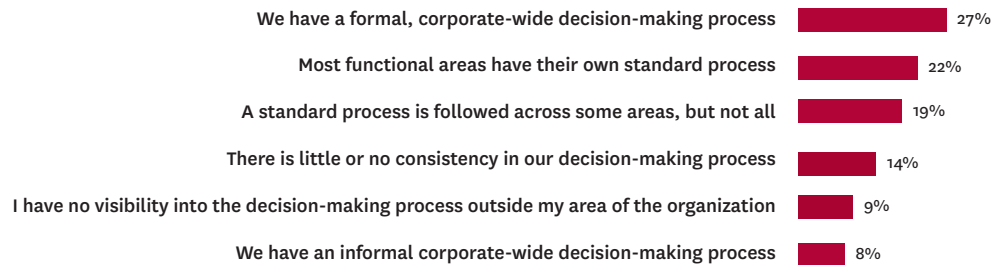 We have a formal, corporate-wide decision-making process 27%
Most functional areas have their own standard process 22%
A standard process is followed across some areas, but not all 19%
There is little or no consistency in our decision-making process 14%
I have no visibility into the decision-making process outside my area of the organization 9%
We have an informal corporate-wide decision-making process 8%